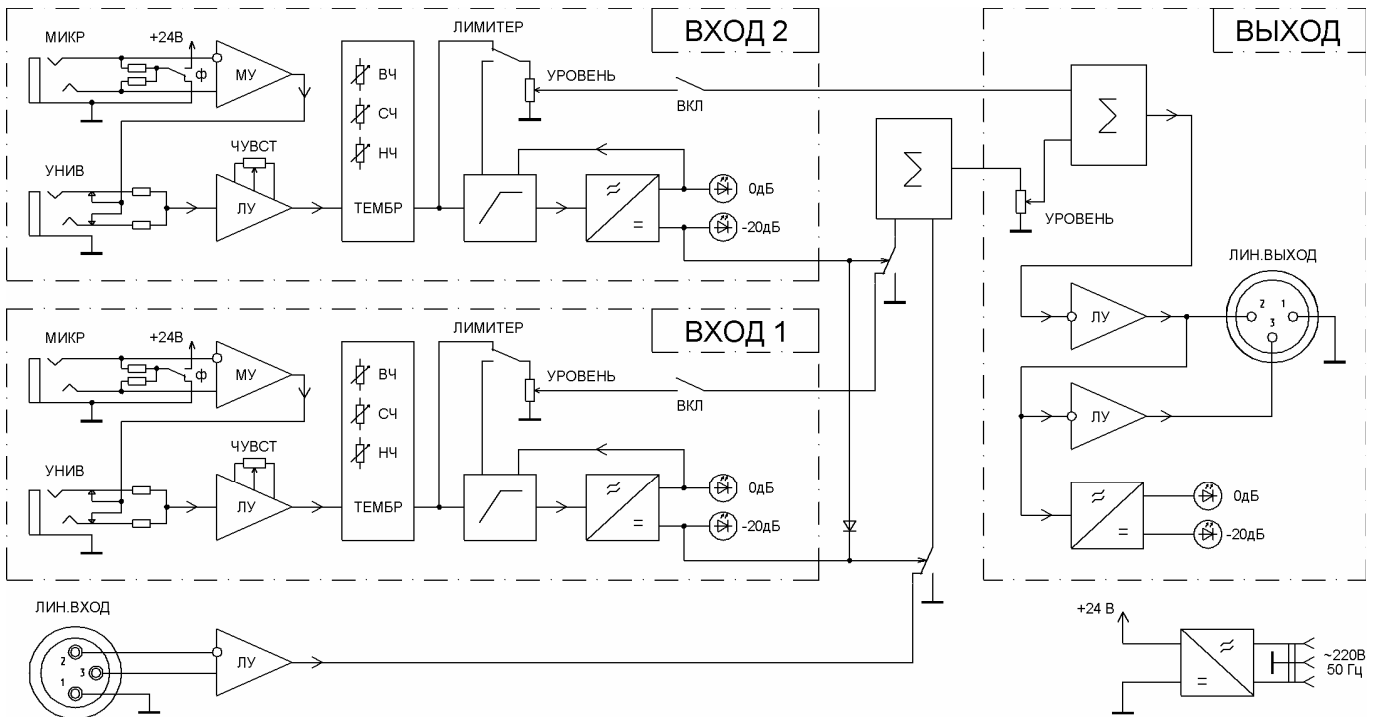 ВХОД 2
МИКР
+24В
Ф
МУ
УНИВ
ЧУВСТ
ЛУ
ВЧ
СЧ
НЧ
ТЕМБР
ЛИМИТЕР
УРОВЕНЬ
ВКЛ
≈
=
0дБ
-20дБ
ВХОД 1
МИКР
+24В
Ф
МУ
УНИВ
ЧУВСТ
ЛУ
ВЧ
СЧ
НЧ
ТЕМБР
ЛИМИТЕР
УРОВЕНЬ
ВКЛ
≈
=
0дБ
-20дБ
ЛИН.ВХОД
2
3
1
ЛУ
Σ
ВЫХОД
Σ
УРОВЕНЬ
ЛИН.ВЫХОД
2 1
3
ЛУ
ЛУ
≈
=
0дБ
-20дБ
+24 В
≈
=
~220В
50 Гц